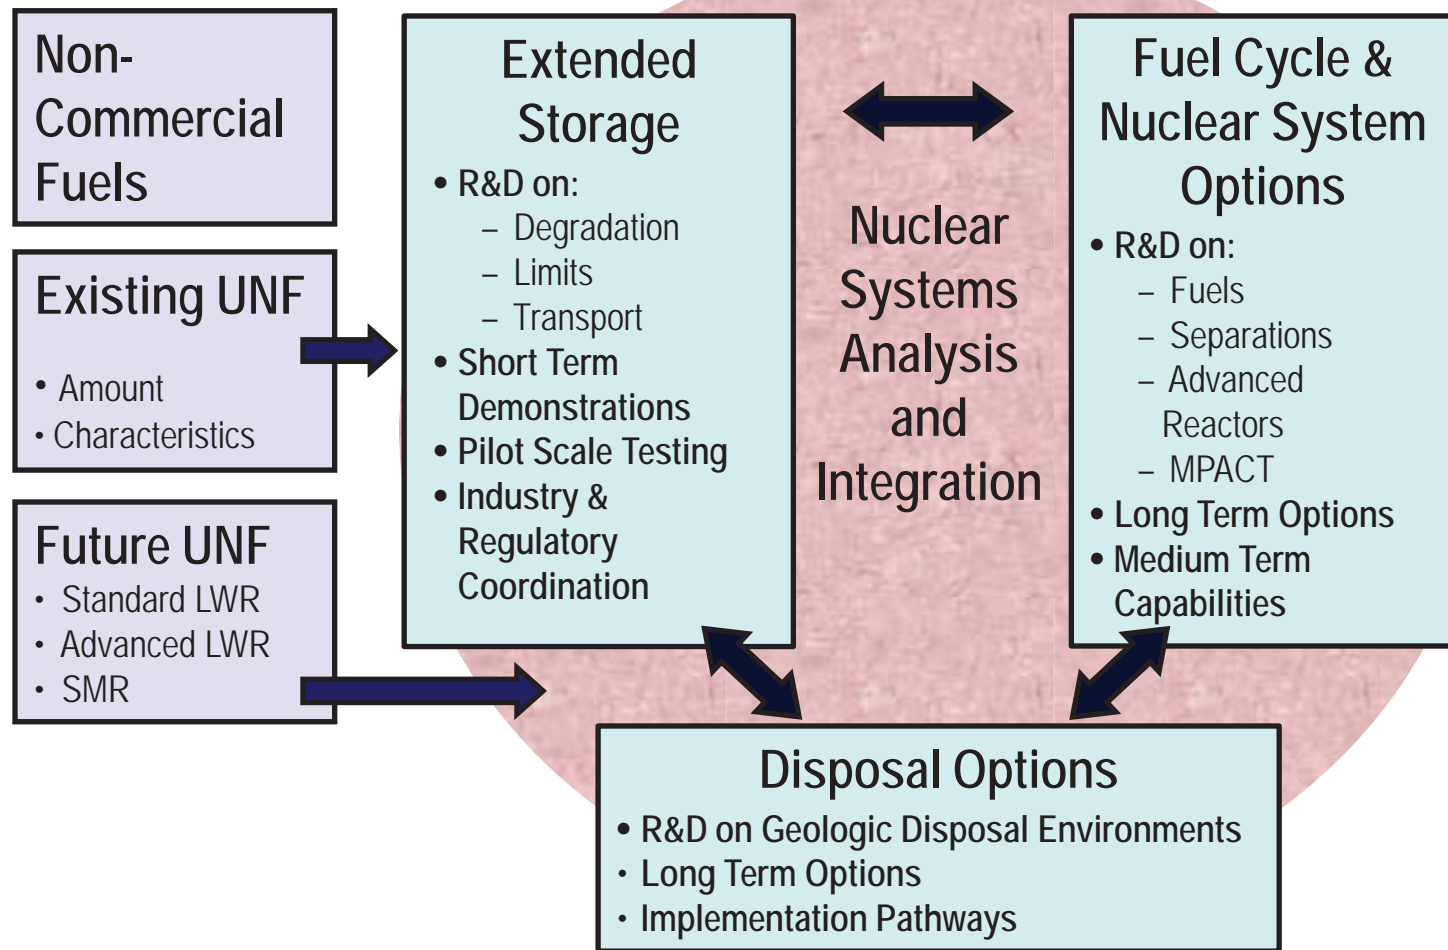 Non-
Commercial
Fuels
Existing UNF
• Amount
• Characteristics
Future UNF
• Standard LWR
• Advanced LWR
• SMR
Extended
Storage
• R&D on:
– Degradation
– Limits
– Transport
• Short Term
Demonstrations
• Pilot Scale Testing
• Industry &
Regulatory
Coordination
Nuclear
Systems
Analysis
and
Integration
Fuel Cycle &
Nuclear System
Options
• R&D on:
– Fuels
– Separations
– Advanced
Reactors
– MPACT
• Long Term Options
• Medium Term
Capabilities
Disposal Options
• R&D on Geologic Disposal Environments
• Long Term Options
• Implementation Pathways